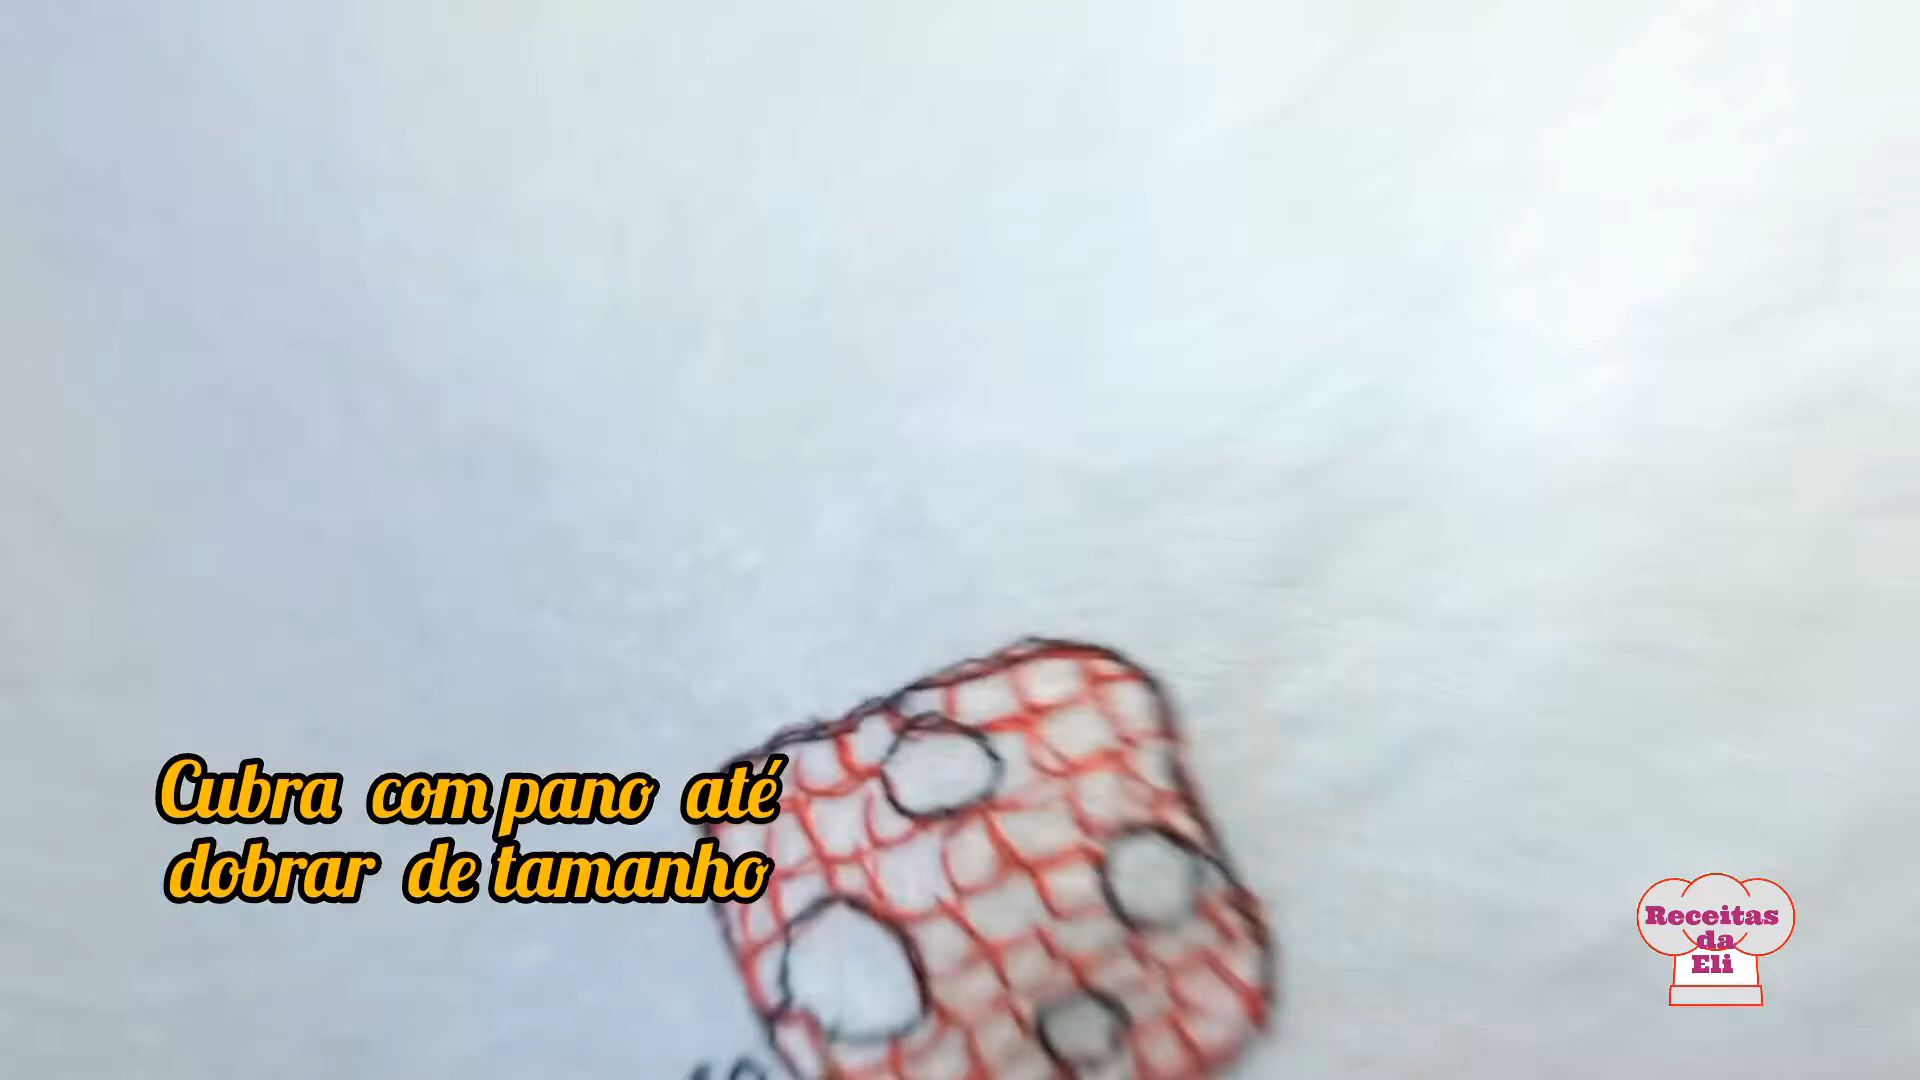 Cubra com pano até
dobrar de tamanho
Receitas
da
Eli